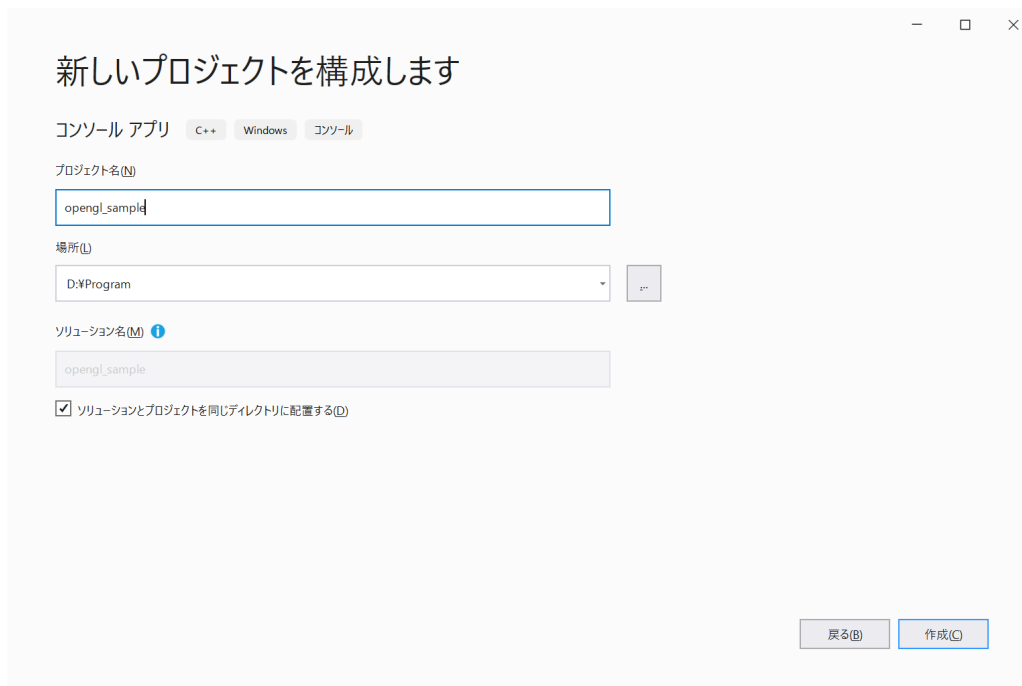 新しいプロジェクトを構成します
コンソール アプリ C++ Windows コンソール
プロジェクト名(N)
opengl_sample
場所(L)
D:¥Program
...
ソリューション名(M)
opengl_sample
ソリューションとプロジェクトを同じディレクトリに配置する(D)
戻る(B) 作成(C)